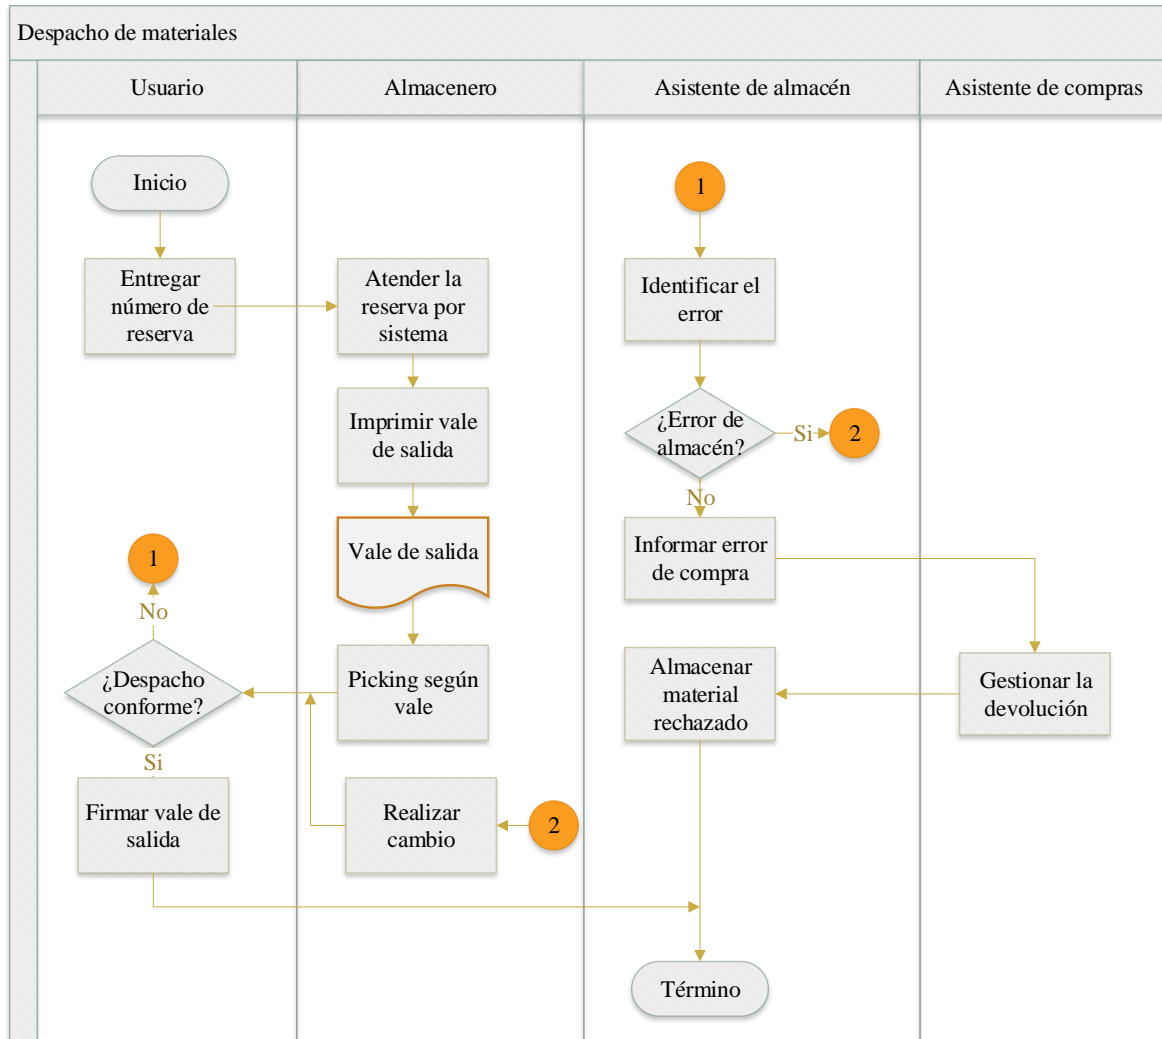 Despacho de materiales
Usuario
Almacenero
Asistente de almacén
Asistente de compras
Inicio
1
Entregar
número de
reserva
Atender la
reserva por
sistema
Identificar el
error
Imprimir vale
de salida
¿Error de
almacén?
Si
2
No
1
Vale de salida
Informar error
de compra
No
¿Despacho
conforme?
Picking según
vale
Almacenar
material
rechazado
Gestionar la
devolución
Si
Firmar vale de
salida
Realizar
cambio
2
Término